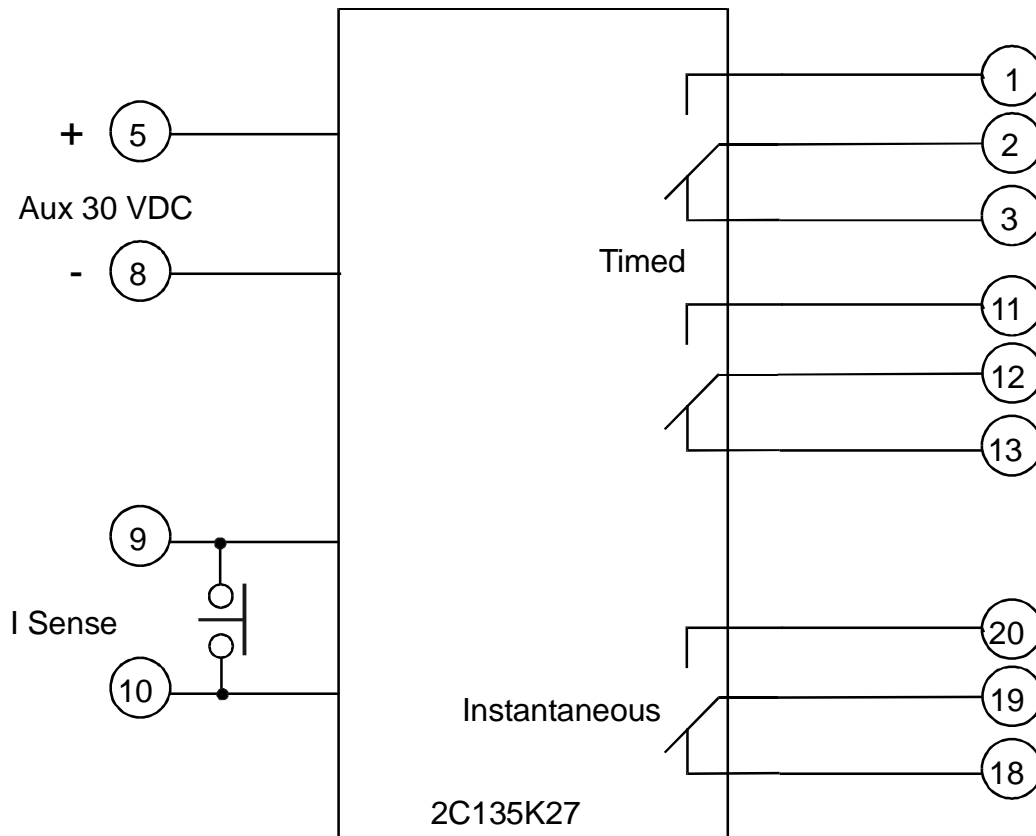 + 5
Aux 30 VDC
- 8
9
I Sense
10
1
2
3
Timed
11
12
13
20
Instantaneous
19
18
2C135K27